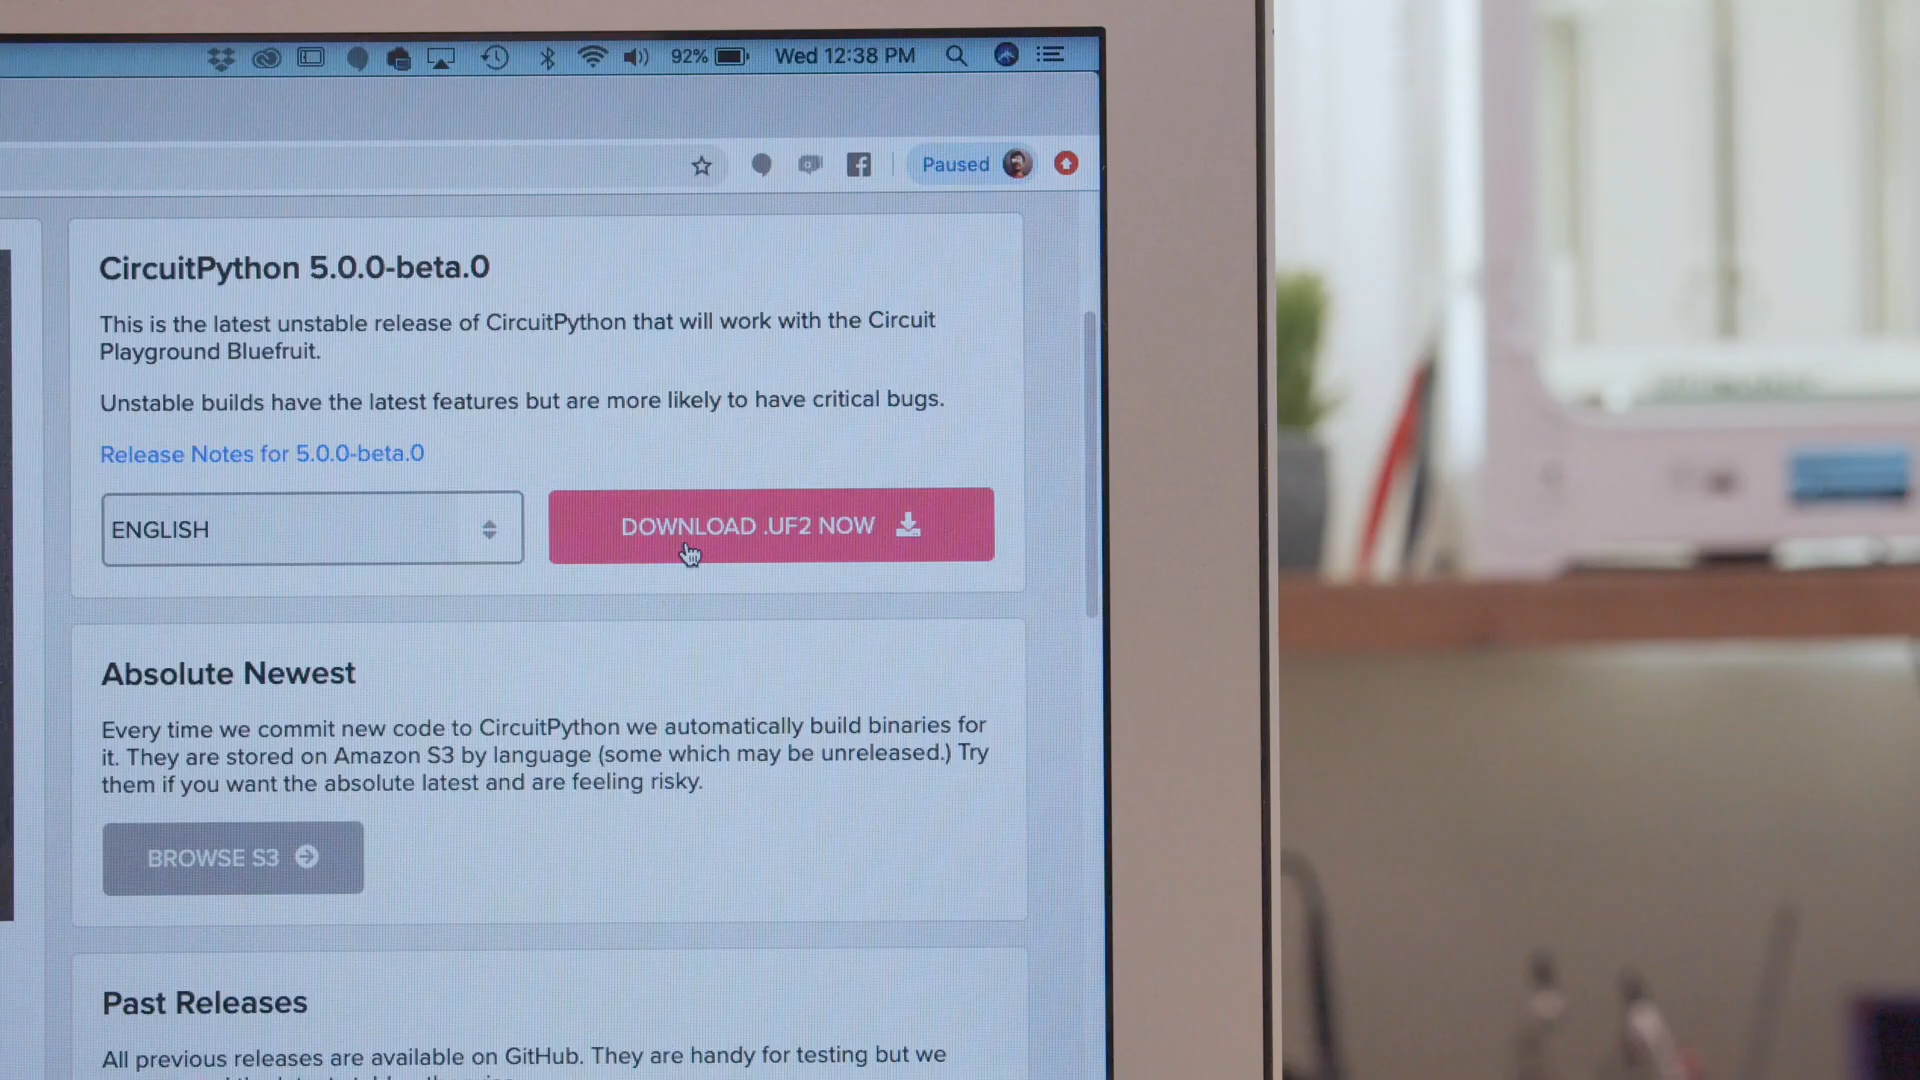 92% Wed 12:38 PM
Paused
CircuitPython 5.0.0-beta.0
This is the latest unstable release of CircuitPython that will work with the Circuit
Playground Bluefruit.
Unstable builds have the latest features but are more likely to have critical bugs.
Release Notes for 5.0.0-beta.0
ENGLISH
DOWNLOAD .UF2 NOW
Absolute Newest
Every time we commit new code to CircuitPython we automatically build binaries for
it. They are stored on Amazon S3 by language (some which may be unreleased.) Try
them if you want the absolute latest and are feeling risky.
BROWSE S3
Past Releases
All previous releases are available on GitHub. They are handy for testing but we